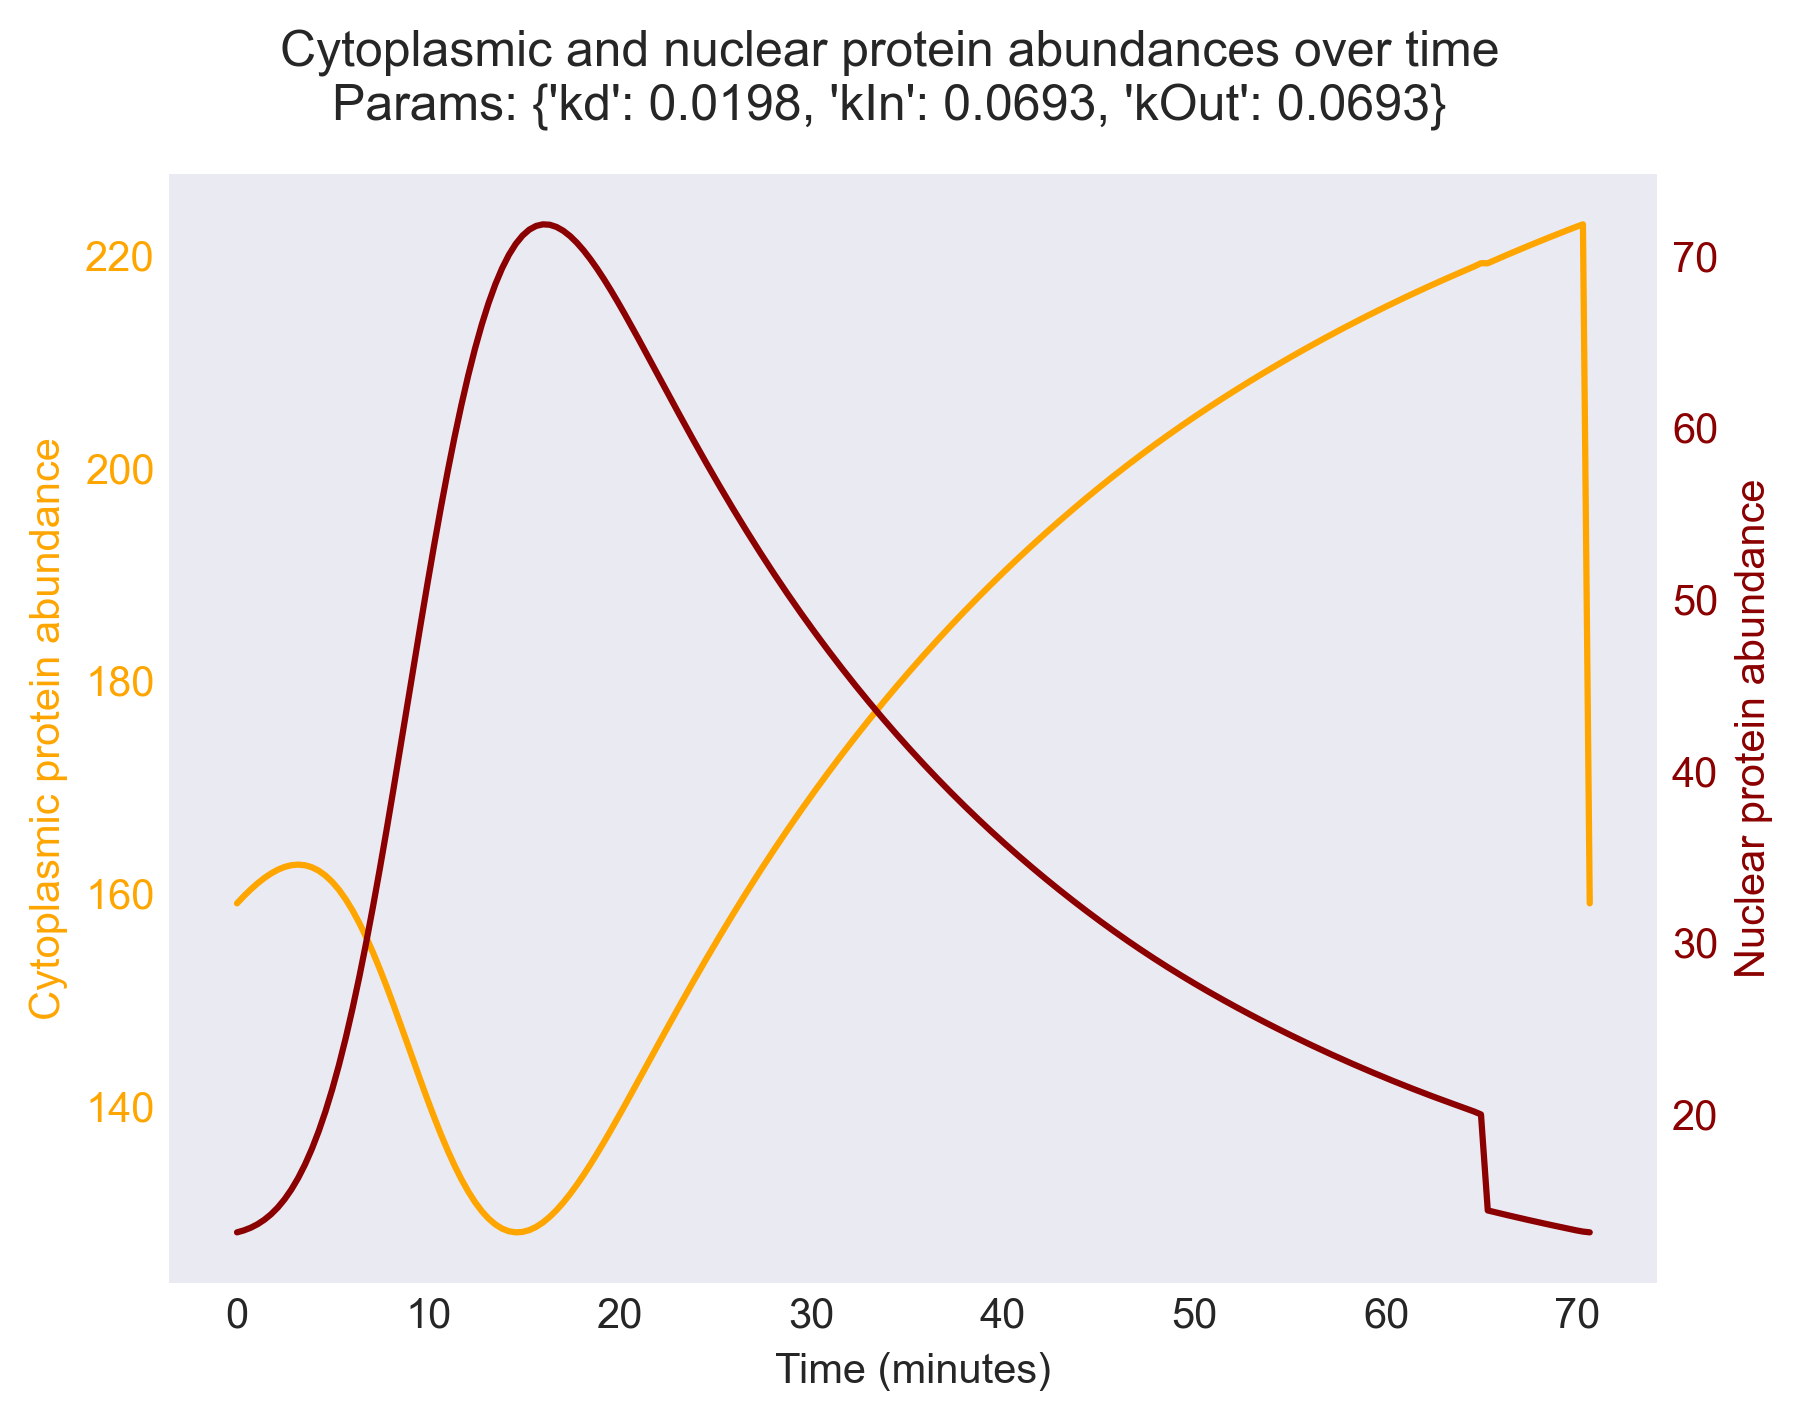 Cytoplasmic and nuclear protein abundances over time
Params: {'kd': 0.0198, 'kIn': 0.0693, 'kOut': 0.0693}
Cytoplasmic protein abundance
220
200
180
160
140
70
60
50
40
30
20
Nuclear protein abundance
0 10 20 30 40 50 60 70
Time (minutes)